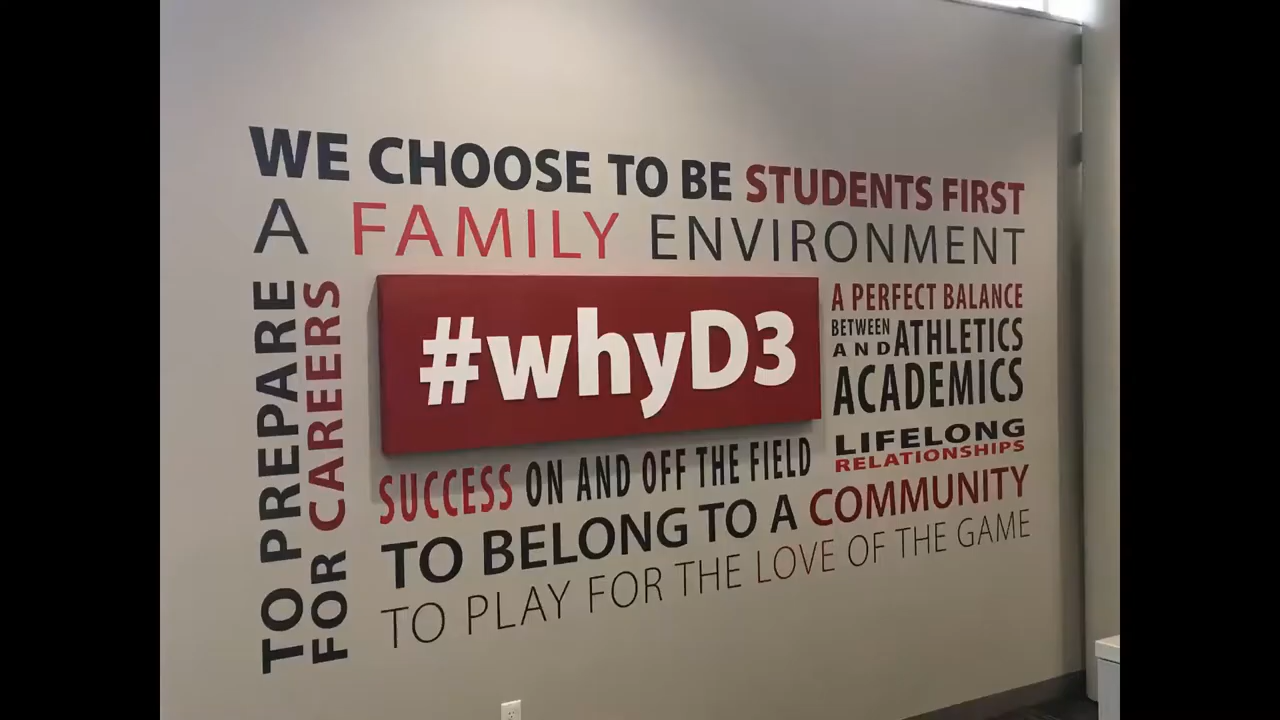 WE CHOOSE TO BE STUDENTS FIRST
A FAMILY ENVIRONMENT
TO PREPARE
FOR CAREERS
#whyD3
A PERFECT BALANCE
BETWEEN
AND ATHLETICS
ACADEMICS
LIFELONG
RELATIONSHIPS
SUCCESS ON AND OFF THE FIELD
TO BELONG TO A COMMUNITY
TO PLAY FOR THE LOVE OF THE GAME